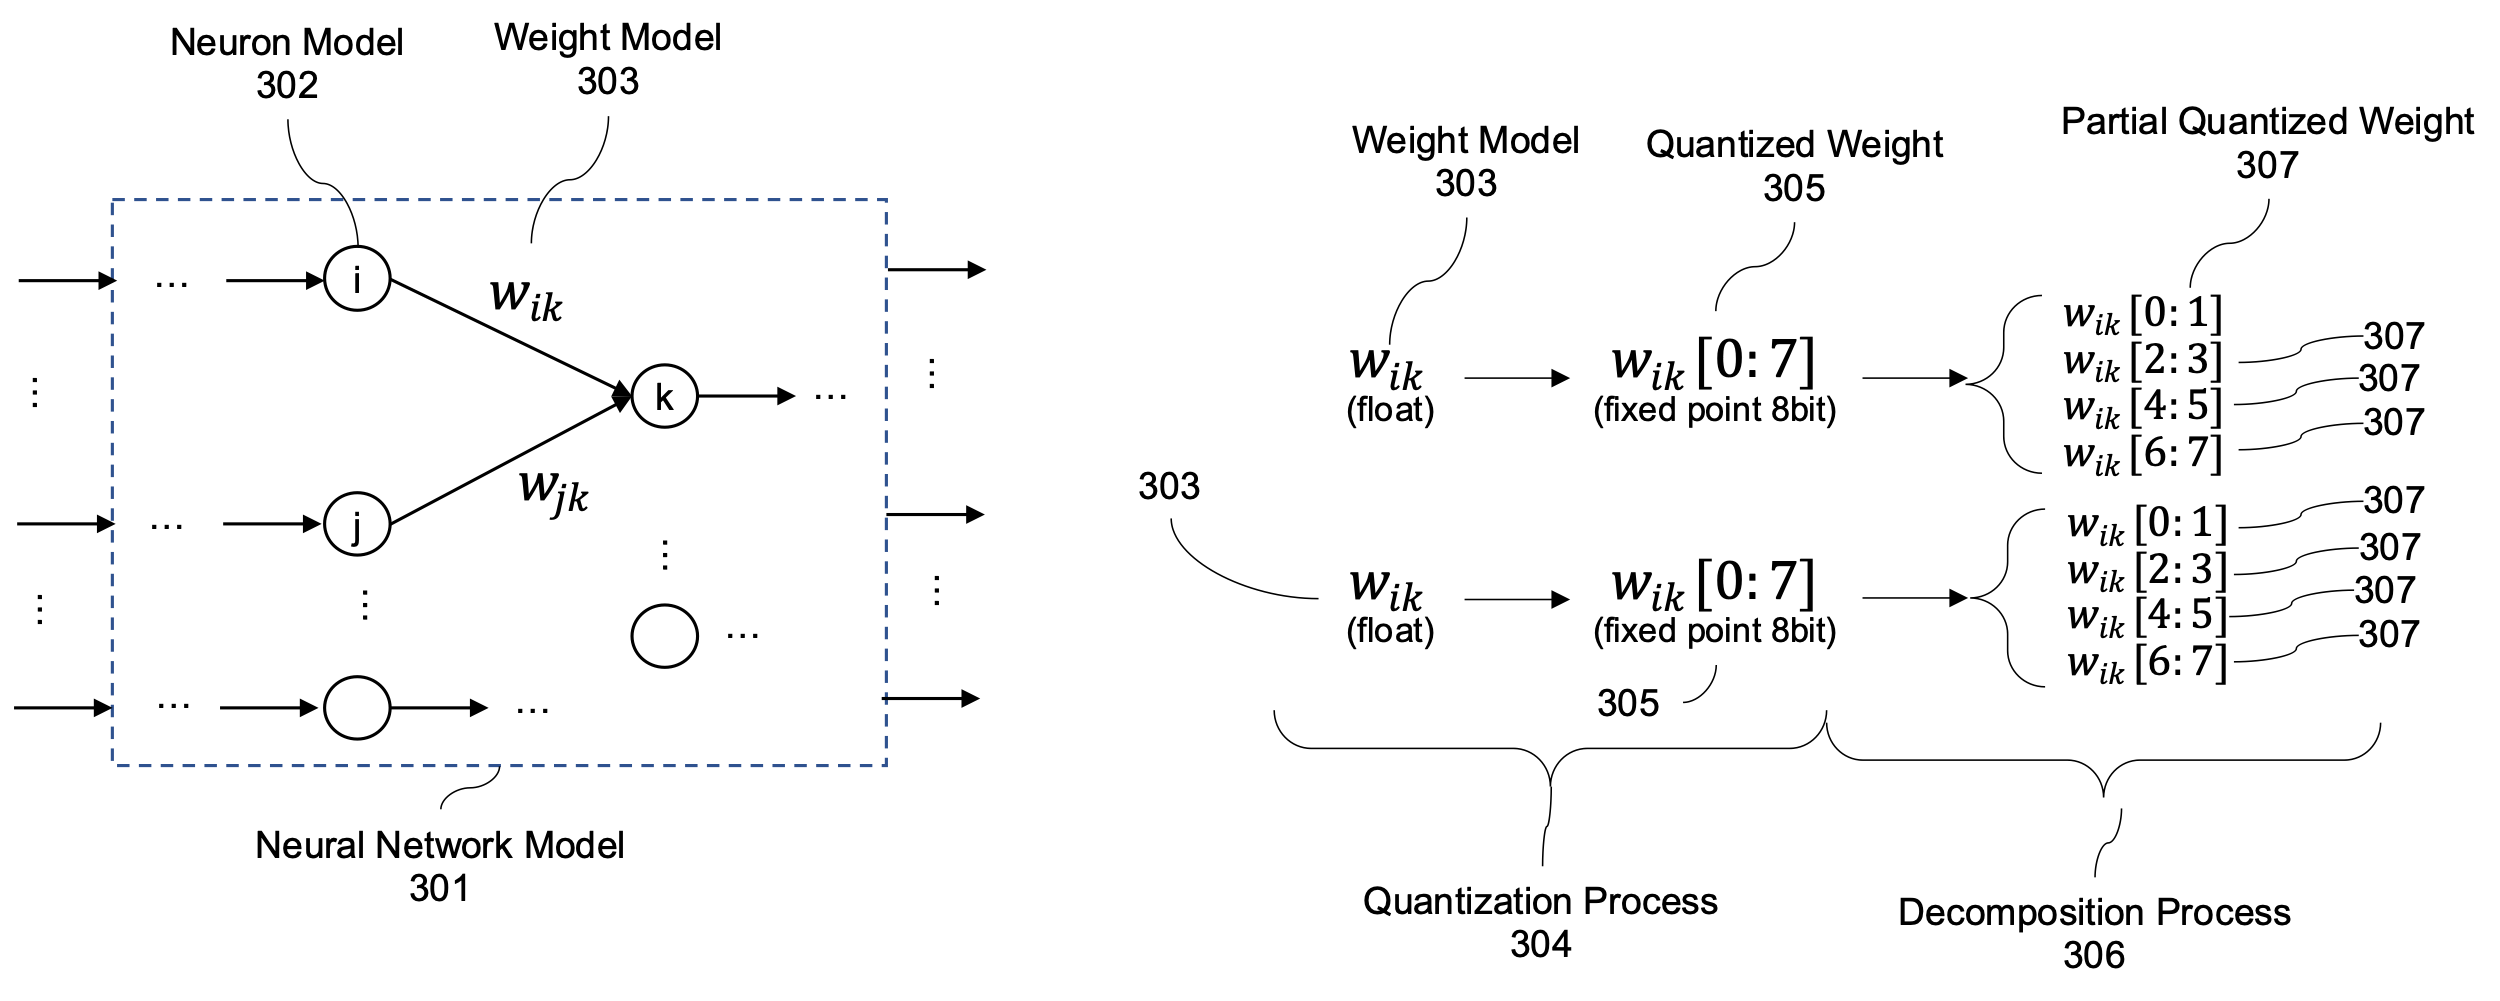 Neuron Model
302
Weight Model
303
... i
w_ik
k ...
... j
w_jk
...
... ...
Neural Network Model
301
Weight Model
303
Quantized Weight
305
Partial Quantized Weight
307
w_ik
(float)
w_ik [0: 7]
(fixed point 8bit)
w_ik [0: 1]
w_ik [2: 3] 307
w_ik [4: 5] 307
w_ik [6: 7] 307
303
w_ik
(float)
w_ik [0: 7]
(fixed point 8bit)
305
w_ik [0: 1] 307
w_ik [2: 3] 307
w_ik [4: 5] 307
w_ik [6: 7] 307
Quantization Process
304
Decomposition Process
306